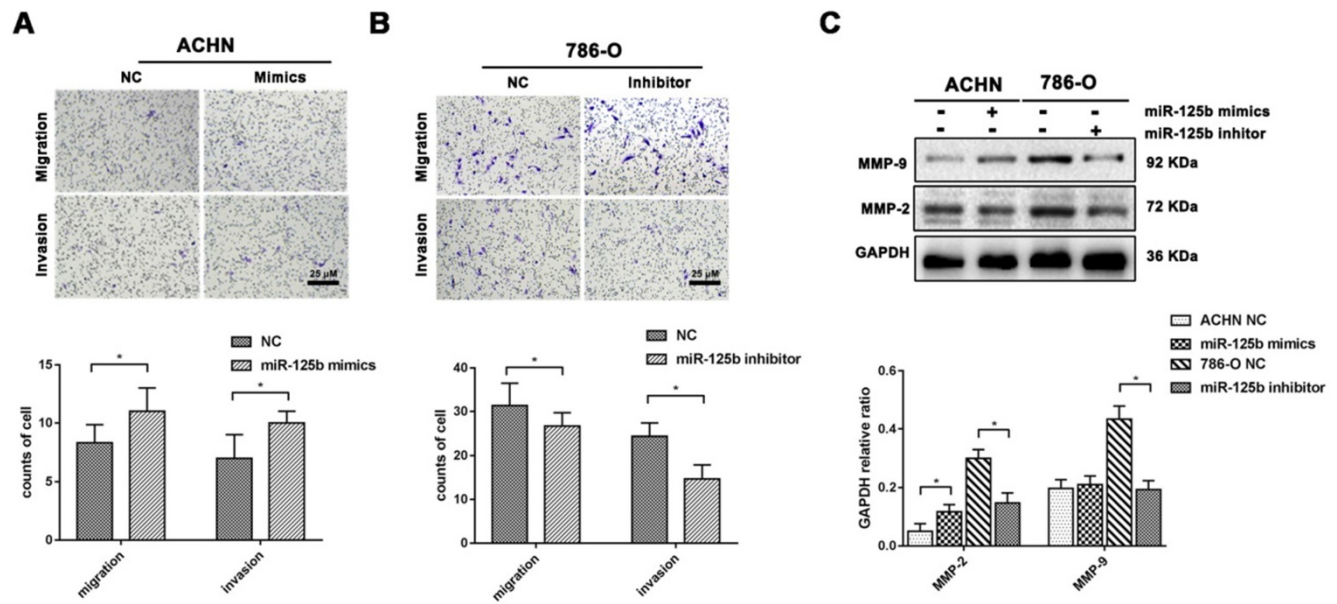 A
ACHN
NC Mimics
Migration
Invasion
25 µM
NC
miR-125b mimics
*
*
15
10
5
0
counts of cell
migration
invasion
B
786-O
NC Inhibitor
Migration
Invasion
25 µM
NC
miR-125b inhibitor
*
*
40
30
20
10
0
counts of cell
migration
invasion
C
ACHN 786-O
- + - - miR-125b mimics
- - - + miR-125b inhitor
MMP-9 92 KDa
MMP-2 72 KDa
GAPDH 36 KDa
ACHN NC
miR-125b mimics
786-O NC
miR-125b inhibitor
*
*
*
0.6
0.4
0.2
0.0
GAPDH relative ratio
MMP-2
MMP-9